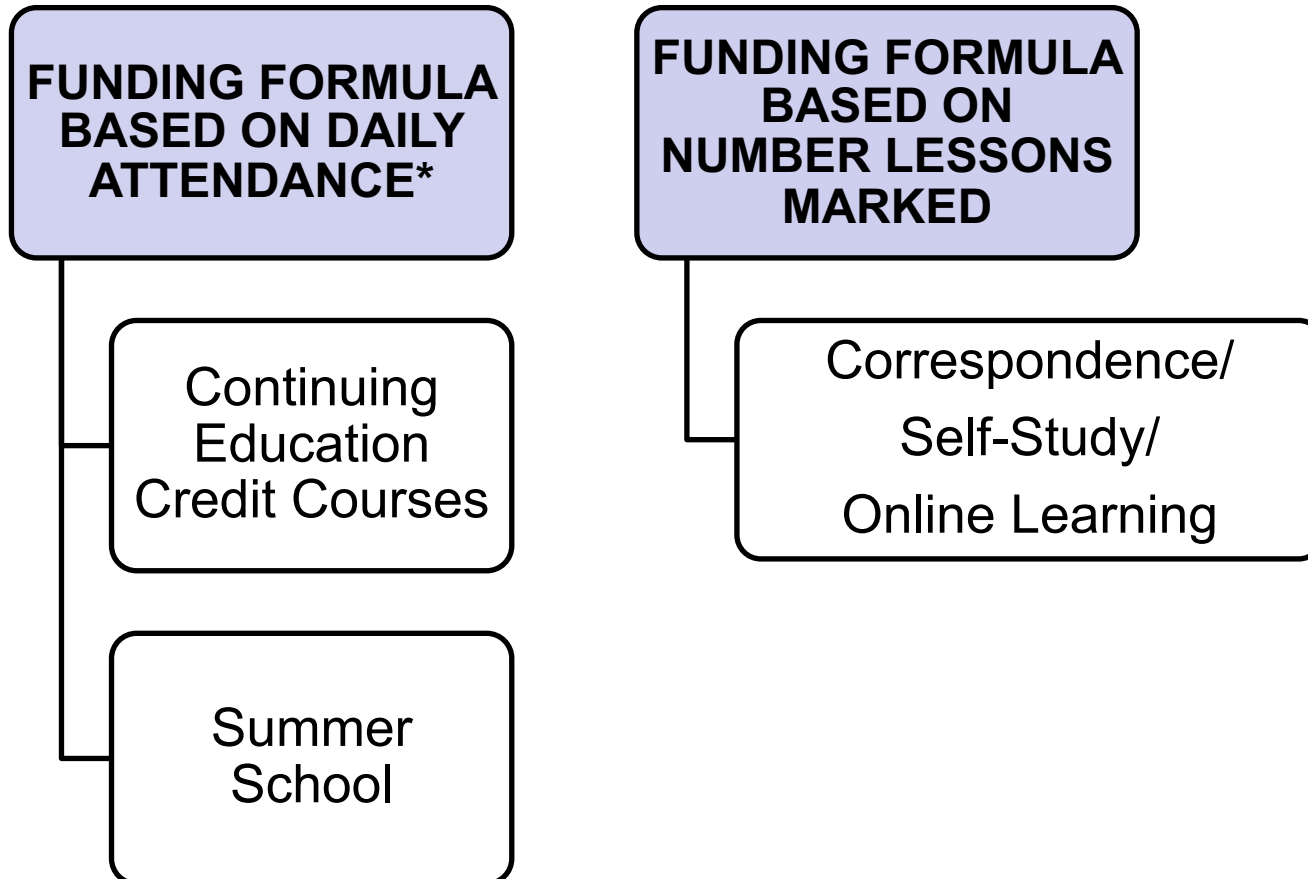 FUNDING FORMULA
BASED ON DAILY
ATTENDANCE*
Continuing
Education
Credit Courses
Summer
School
FUNDING FORMULA
BASED ON
NUMBER LESSONS
MARKED
Correspondence/
Self-Study/
Online Learning